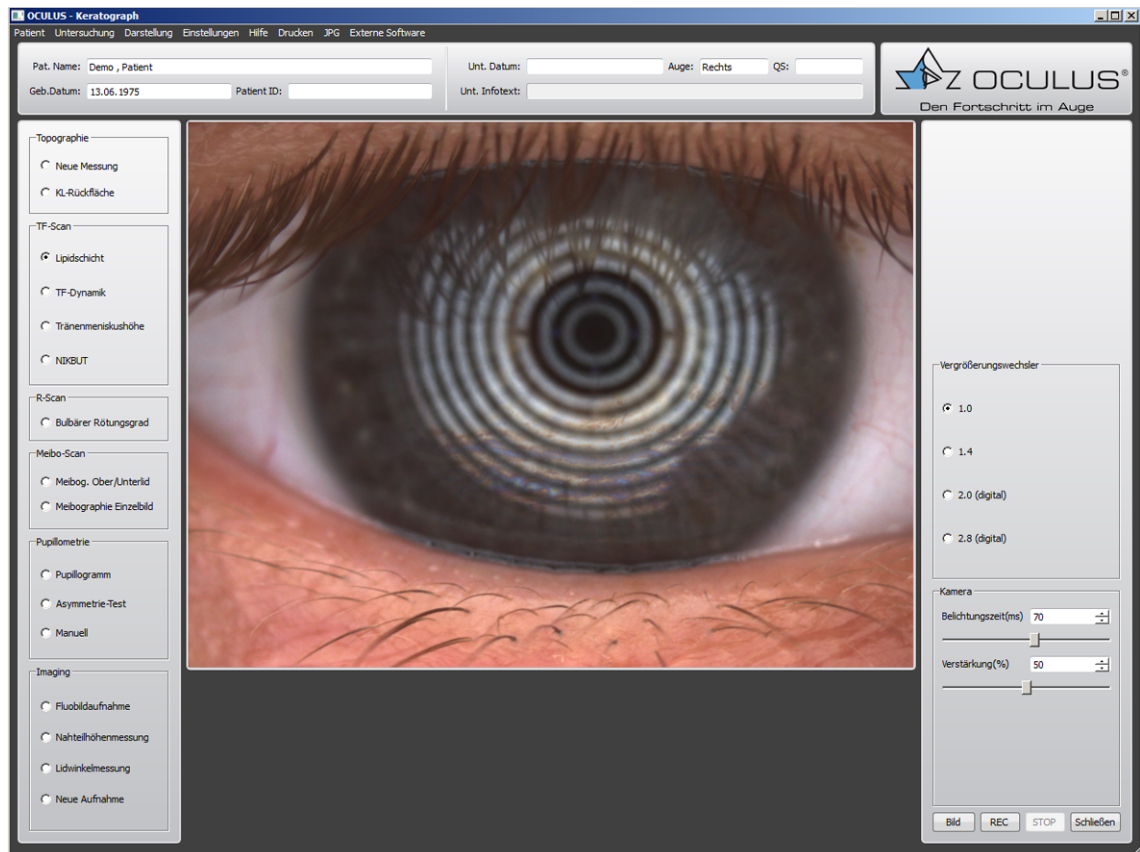 OCULUS - Keratograph
Patient Untersuchung Darstellung Einstellungen Hilfe Drucken JPG Externe Software
Pat. Name: Demo , Patient
Geb.Datum: 13.06.1975 Patient ID:
Unt. Datum: Auge: Rechts QS:
Unt. Infotext:
OCULUS®
Den Fortschritt im Auge
Topographie
Neue Messung
KL-Rückfläche
TF-Scan
Lipidschicht
TF-Dynamik
Tränenmeniskushöhe
NIKBUT
R-Scan
Bulbärer Rötungsgrad
Meibo-Scan
Meibog. Ober/Unterlid
Meibographie Einzelbild
Pupillometrie
Pupillogramm
Asymmetrie-Test
Manuell
Imaging
Fluobildaufnahme
Nahteilhöhenmessung
Lidwinkelmessung
Neue Aufnahme
Vergrößerungswechsler
1.0
1.4
2.0 (digital)
2.8 (digital)
Kamera
Belichtungszeit(ms) 70
Verstärkung(%) 50
Bild REC STOP Schließen